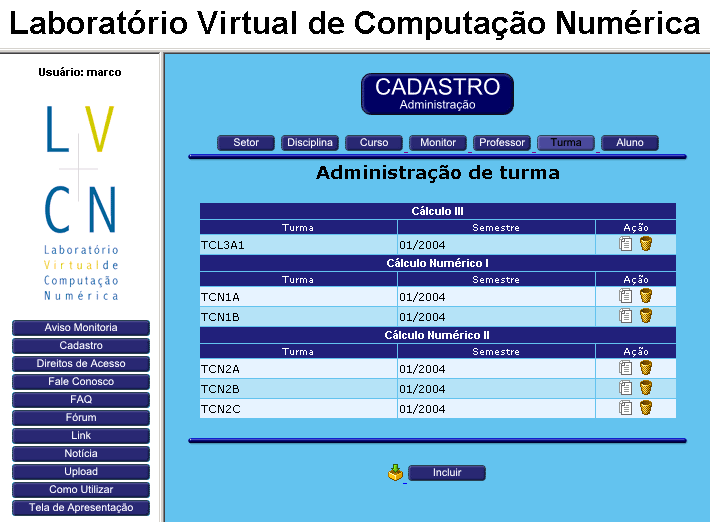 Laboratório Virtual de Computação Numérica
Usuário: marco
L V
C N
Laboratório
Virtual de
Computação
Numérica
Aviso Monitoria
Cadastro
Direitos de Acesso
Fale Conosco
FAQ
Fórum
Link
Notícia
Upload
Como Utilizar
Tela de Apresentação
CADASTRO
Administração
Setor Disciplina Curso Monitor Professor Turma Aluno
Administração de turma
Cálculo III
Turma Semestre Ação
TCL3A1 01/2004
Cálculo Numérico I
Turma Semestre Ação
TCN1A 01/2004
TCN1B 01/2004
Cálculo Numérico II
Turma Semestre Ação
TCN2A 01/2004
TCN2B 01/2004
TCN2C 01/2004
Incluir